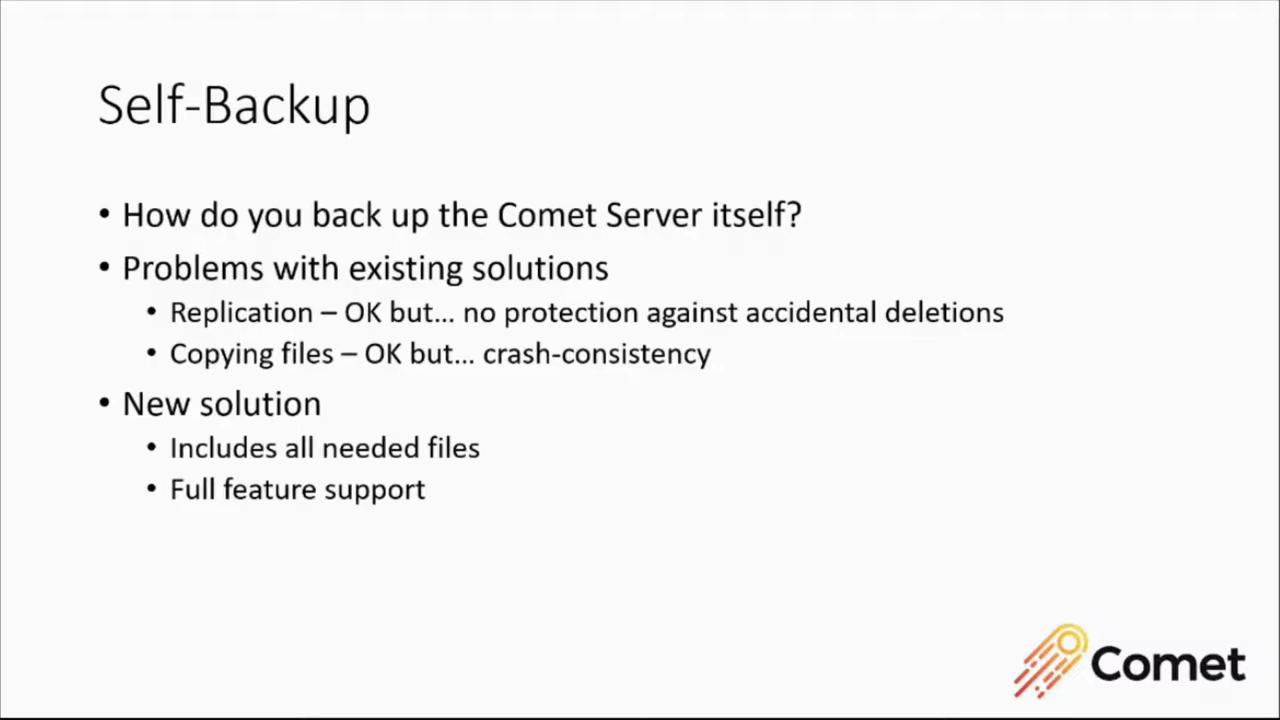 Self-Backup
• How do you back up the Comet Server itself?
• Problems with existing solutions
• Replication – OK but... no protection against accidental deletions
• Copying files – OK but... crash-consistency
• New solution
• Includes all needed files
• Full feature support
Comet